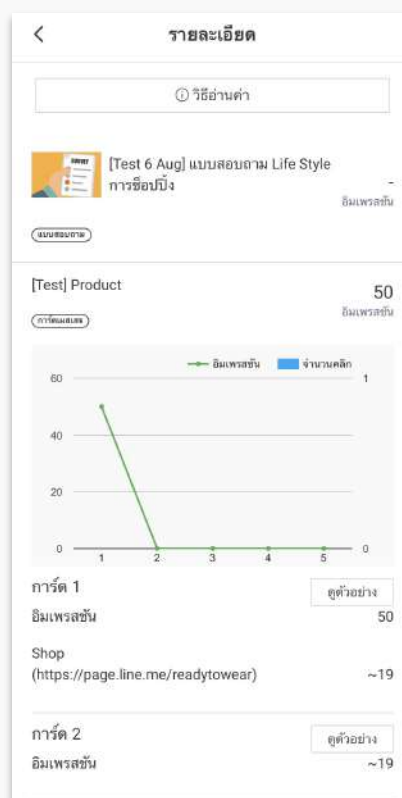 รายละเอียด
วิธีอ่านค่า
[Test 6 Aug] แบบสอบถาม Life Style
การช็อปปิ้ง
-
อิมเพรสชัน
แบบสอบถาม
[Test] Product
50
อิมเพรสชัน
การ์ดเมสเสจ
อิมเพรสชัน จำนวนคลิก
60 1
40
20
0 0
1 2 3 4 5
การ์ด 1 ดูตัวอย่าง
อิมเพรสชัน 50
Shop
(https://page.line.me/readytowear) ~19
การ์ด 2 ดูตัวอย่าง
อิมเพรสชัน ~19